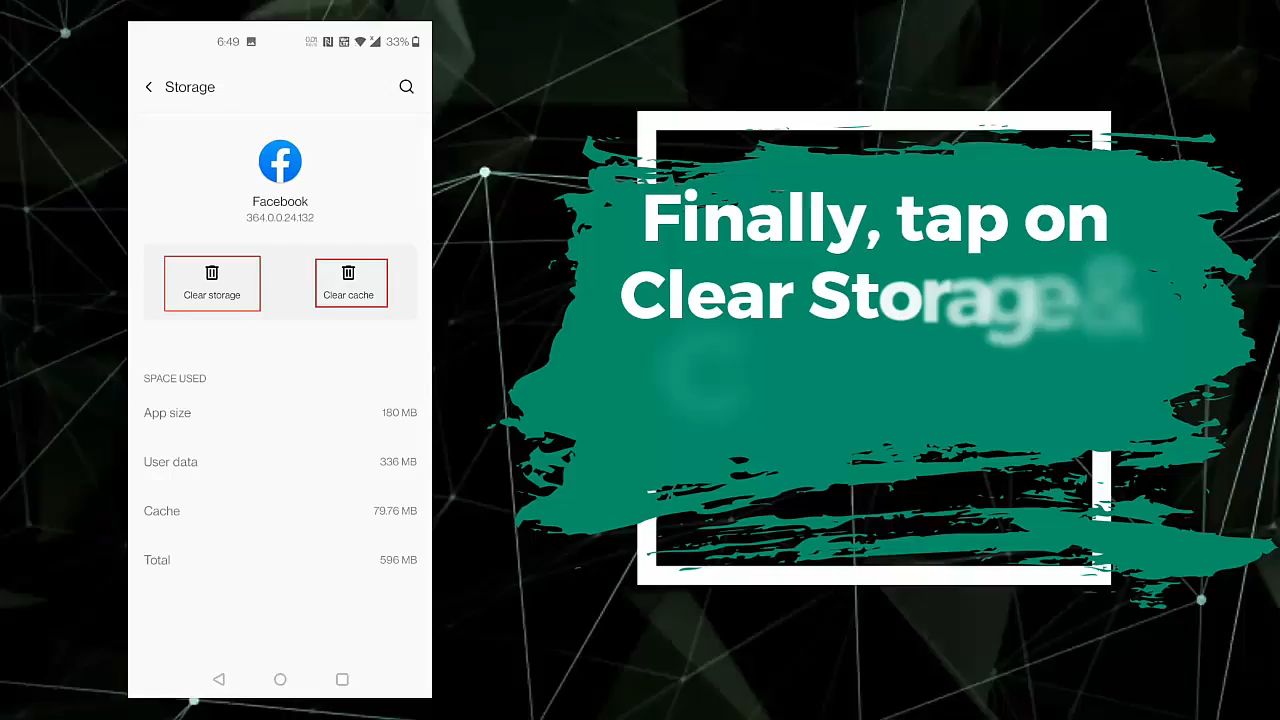 6:49 33%
Storage
Facebook
364.0.0.24.132
Clear storage Clear cache
SPACE USED
App size 180 MB
User data 336 MB
Cache 79.76 MB
Total 596 MB
Finally, tap on
Clear Storage &
C